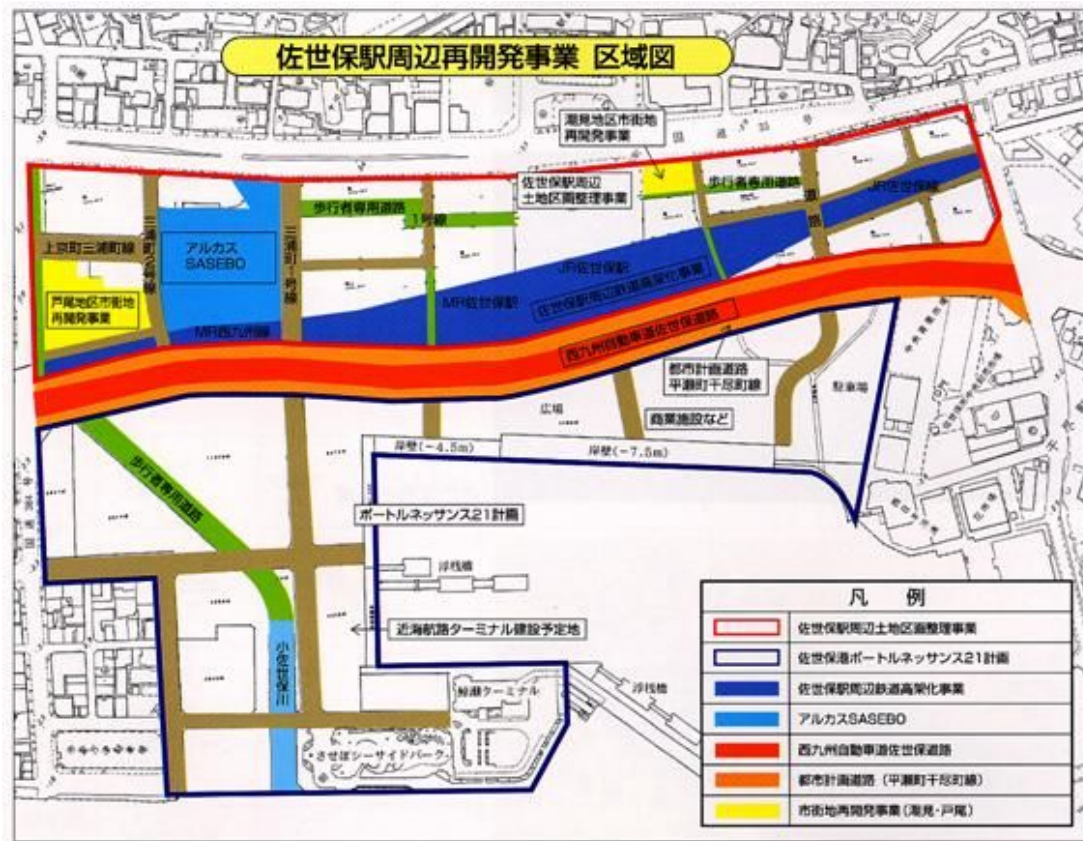 佐世保駅周辺再開発事業 区域図
潮見地区市街地
再開発事業
佐世保駅周辺
土地区画整理事業
歩行者専用道路
道路
JR佐世保線
歩行者専用道路
1号線
三浦町2号線
アルカス
SASEBO
三浦町1号線
上京町三浦町線
戸尾地区市街地
再開発事業
JR佐世保駅
MR佐世保駅
佐世保駅周辺鉄道高架化事業
MR西九州線
西九州自動車道佐世保道路
都市計画道路
平瀬町干尽町線
駐車場
広場
商業施設など
岸壁(-4.5m)
岸壁(-7.5m)
歩行者専用道路
ポートルネッサンス21計画
浮桟橋
近海航路ターミナル建設予定地
小佐世保川
鯨瀬ターミナル
浮桟橋
させぼシーサイドパーク
凡 例
佐世保駅周辺土地区画整理事業
佐世保港ポートルネッサンス21計画
佐世保駅周辺鉄道高架化事業
アルカスSASEBO
西九州自動車道佐世保道路
都市計画道路(平瀬町干尽町線)
市街地再開発事業(潮見・戸尾)